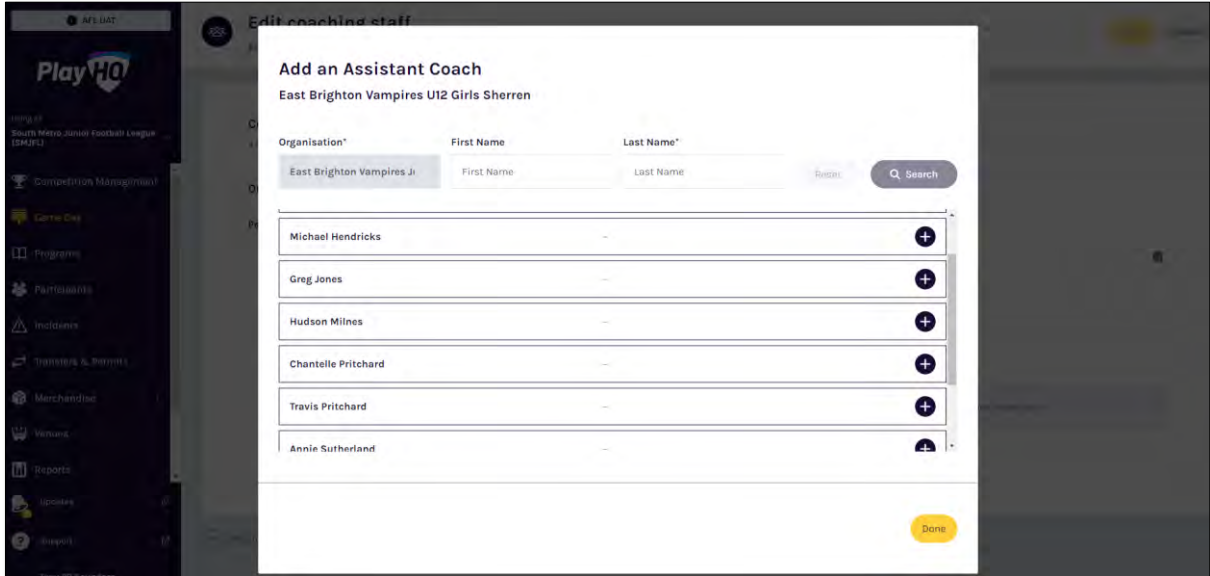 AFL UAT
Edit coaching staff
PlayHQ
South Metro Junior Football League
(SMJFL)
Competition Management
Game Day
Programs
Participants
Incidents
Transfers & Permits
Merchandise
Venues
Reports
Updates
Support
Add an Assistant Coach
East Brighton Vampires U12 Girls Sherren
Organisation* First Name Last Name*
East Brighton Vampires Ju First Name Last Name Reset Search
Michael Hendricks –
Greg Jones –
Hudson Milnes –
Chantelle Pritchard –
Travis Pritchard –
Annie Sutherland –
Done